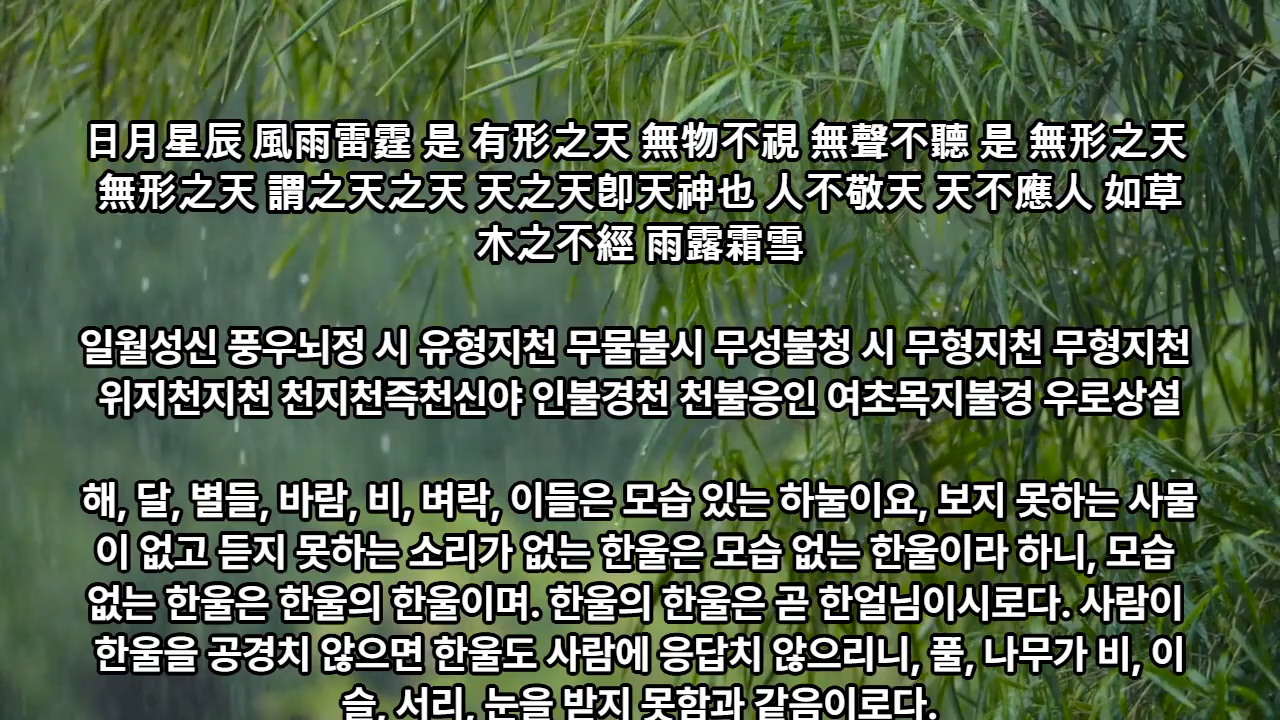 日月星辰 風雨雷霆 是 有形之天 無物不視 無聲不聽 是 無形之天
無形之天 謂之天之天 天之天卽天神也 人不敬天 天不應人 如草
木之不經 雨露霜雪
일월성신 풍우뇌정 시 유형지천 무물불시 무성불청 시 무형지천 무형지천
위지천지천 천지천즉천신야 인불경천 천불응인 여초목지불경 우로상설
해, 달, 별들, 바람, 비, 벼락, 이들은 모습 있는 하눌이요, 보지 못하는 사물
이 없고 듣지 못하는 소리가 없는 한울은 모습 없는 한울이라 하니, 모습
없는 한울은 한울의 한울이며. 한울의 한울은 곧 한얼님이시로다. 사람이
한울을 공경치 않으면 한울도 사람에 응답치 않으리니, 풀, 나무가 비, 이
슬, 서리, 눈을 받지 못함과 같음이로다.